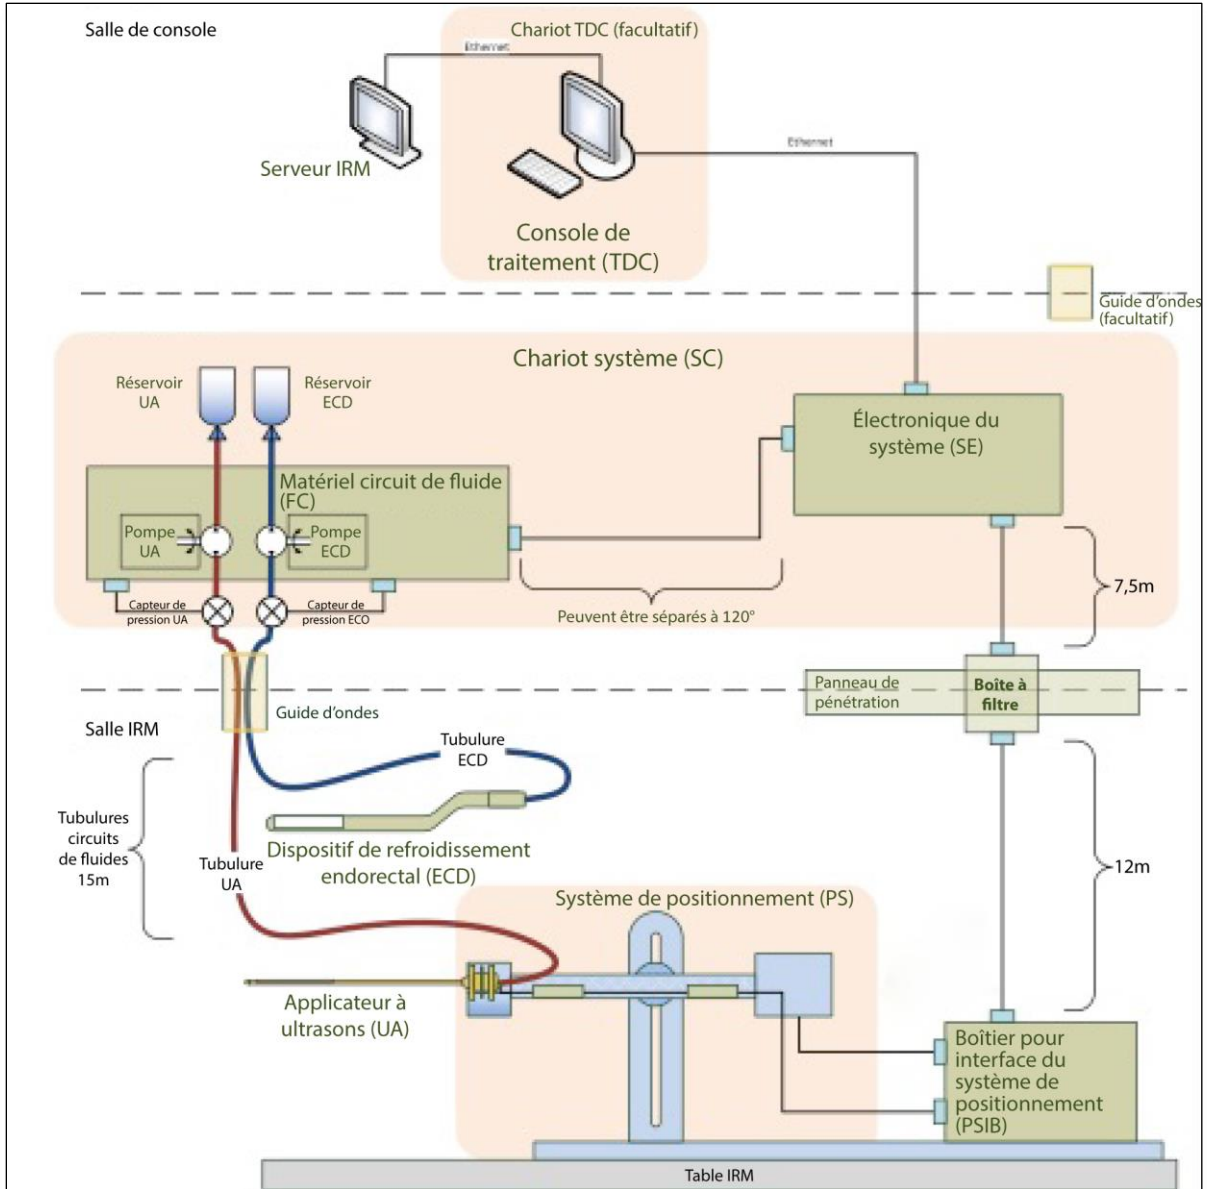 Salle de console
Chariot TDC (facultatif)
Ethernet
Serveur IRM
Ethernet
Console de
traitement (TDC)
Guide d'ondes
(facultatif)
Chariot système (SC)
Réservoir
UA
Réservoir
ECD
Électronique du
système (SE)
Matériel circuit de fluide
(FC)
Pompe
UA
Pompe
ECD
Capteur de
pression UA
Capteur de
pression ECO
Peuvent être séparés à 120°
7,5m
Panneau de
pénétration
Boîte à
filtre
Guide d'ondes
Salle IRM
Tubulure
ECD
Tubulures
circuits
de fluides
15m
Tubulure
UA
Dispositif de refroidissement
endorectal (ECD)
12m
Système de positionnement (PS)
Applicateur à
ultrasons (UA)
Boîtier pour
interface du
système de
positionnement
(PSIB)
Table IRM